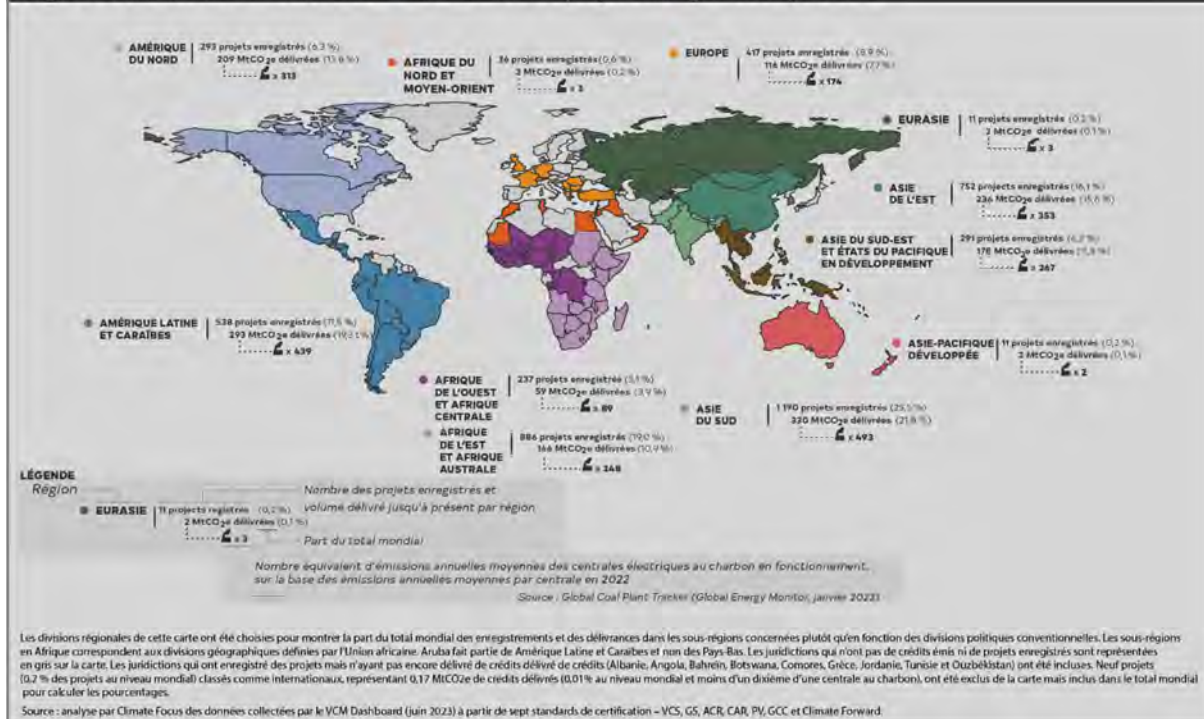 AMÉRIQUE
DU NORD
293 projets enregistrés (6,3 %)
209 MtCO2e délivrées (13,8 %)
x 313
AFRIQUE DU
NORD ET
MOYEN-ORIENT
projets enregistrés (0,6 %)
2 MtCO2e délivrées (0,2 %)
x 3
EUROPE
417 projets enregistrés (8,9 %)
116 MtCO2e délivrées (7,7 %)
x 174
EURASIE
11 projets enregistrés (0,2 %)
2 MtCO2e délivrées (0,1 %)
x 3
ASIE
DE L'EST
752 projects enregistrés (16,1 %)
236 MtCO2e délivrées (15,6 %)
x 353
ASIE DU SUD-EST
ET ÉTATS DU PACIFIQUE
EN DÉVELOPPEMENT
291 projets enregistrés (6,2 %)
178 MtCO2e délivrées (11,8 %)
x 267
AMÉRIQUE LATINE
ET CARAÏBES
538 projets enregistrés (11,5 %)
293 MtCO2e délivrées
x 439
ASIE-PACIFIQUE
DÉVELOPPÉE
11 projets enregistrés (0,2 %)
2 MtCO2e délivrées (0,1 %)
x 2
AFRIQUE
DE L'OUEST
ET AFRIQUE
CENTRALE
237 projets enregistrés (5,1 %)
59 MtCO2e délivrées (3,9 %)
x 89
ASIE
DU SUD
1 190 projets enregistrés (25,5 %)
330 MtCO2e délivrées (21,8 %)
x 493
AFRIQUE
DE L'EST
ET AFRIQUE
AUSTRALE
886 projets enregistrés (19,0 %)
166 MtCO2e délivrées (10,9 %)
x 248
LÉGENDE
Région
Nombre des projets enregistrés et
volume délivré jusqu'à présent par région
EURASIE
11 projects registrés (0,2 %)
2 MtCO2e délivrées (0,1 %)
x 3
Part du total mondial
Nombre équivalent d'émissions annuelles moyennes des centrales électriques au charbon en fonctionnement,
sur la base des émissions annuelles moyennes par centrale en 2022
Source : Global Coal Plant Tracker (Global Energy Monitor, janvier 2023)
Les divisions régionales de cette carte ont été choisies pour montrer la part du total mondial des enregistrements et des délivrances dans les sous-régions concernées plutôt qu'en fonction des divisions politiques conventionnelles. Les sous-régions
en Afrique correspondent aux divisions géographiques définies par l'Union africaine. Aruba fait partie de Amérique Latine et Caraïbes et non des Pays-Bas. Les juridictions qui n'ont pas de crédits émis ni de projets enregistrés sont représentées
en gris sur la carte. Les juridictions qui ont enregistré des projets mais n'ayant pas encore délivré de crédits délivré de crédits (Albanie, Angola, Bahreïn, Botswana, Comores, Grèce, Jordanie, Tunisie et Ouzbékistan) ont été incluses. Neuf projets
(0,2 % des projets au niveau mondial) classés comme internationaux, représentant 0,17 MtCO2e de crédits délivrés (0,01% au niveau mondial et moins d'un dixième d'une centrale au charbon), ont été exclus de la carte mais inclus dans le total mondial
pour calculer les pourcentages.
Source : analyse par Climate Focus des données collectées par le VCM Dashboard (juin 2023) à partir de sept standards de certification – VCS, GS, ACR, CAR, PV, GCC et Climate Forward.